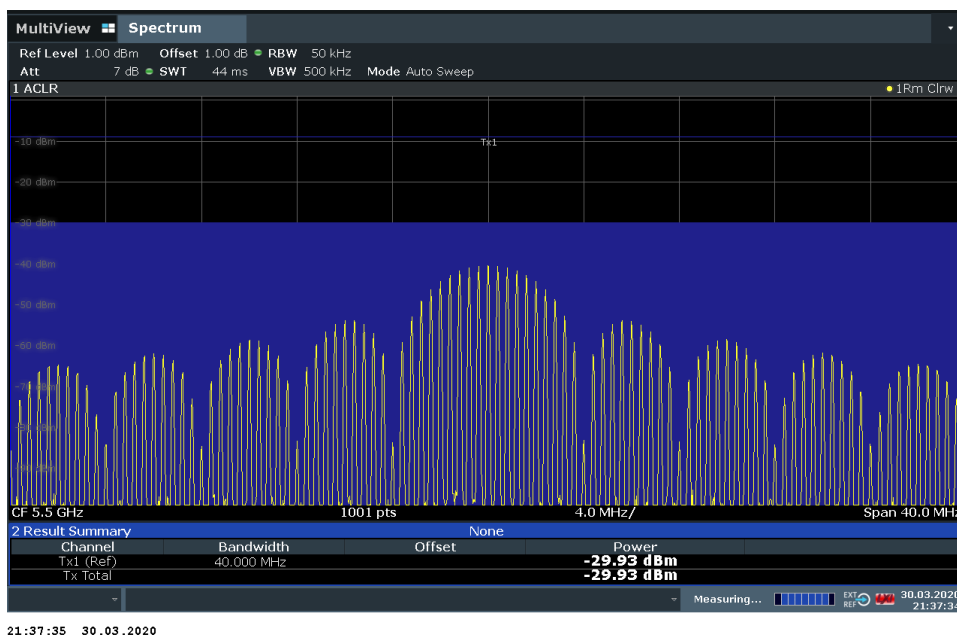 MultiView Spectrum
Ref Level 1.00 dBm Offset 1.00 dB RBW 50 kHz
Att 7 dB SWT 44 ms VBW 500 kHz Mode Auto Sweep
1 ACLR 1Rm Clrw
-10 dBm
Tx1
-20 dBm
-30 dBm
-40 dBm
-50 dBm
-60 dBm
CF 5.5 GHz 1001 pts 4.0 MHz/ Span 40.0 MHz
2 Result Summary None
Channel Bandwidth Offset Power
Tx1 (Ref) 40.000 MHz -29.93 dBm
Tx Total -29.93 dBm
Measuring... EXT REF 30.03.2020
21:37:34
21:37:35 30.03.2020